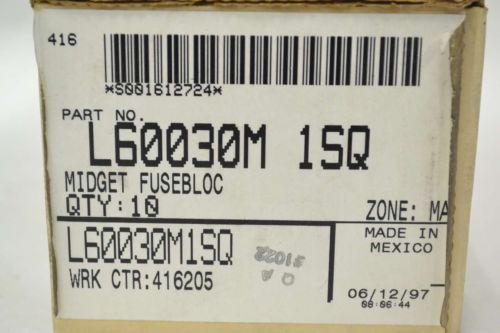 416
*S001612724*
PART NO.
L60030M 1SQ
MIDGET FUSEBLOC
QTY:10
ZONE: MA
L60030M1SQ
MADE IN
MEXICO
QA
WRK CTR:416205
06/12/97
08:06:44